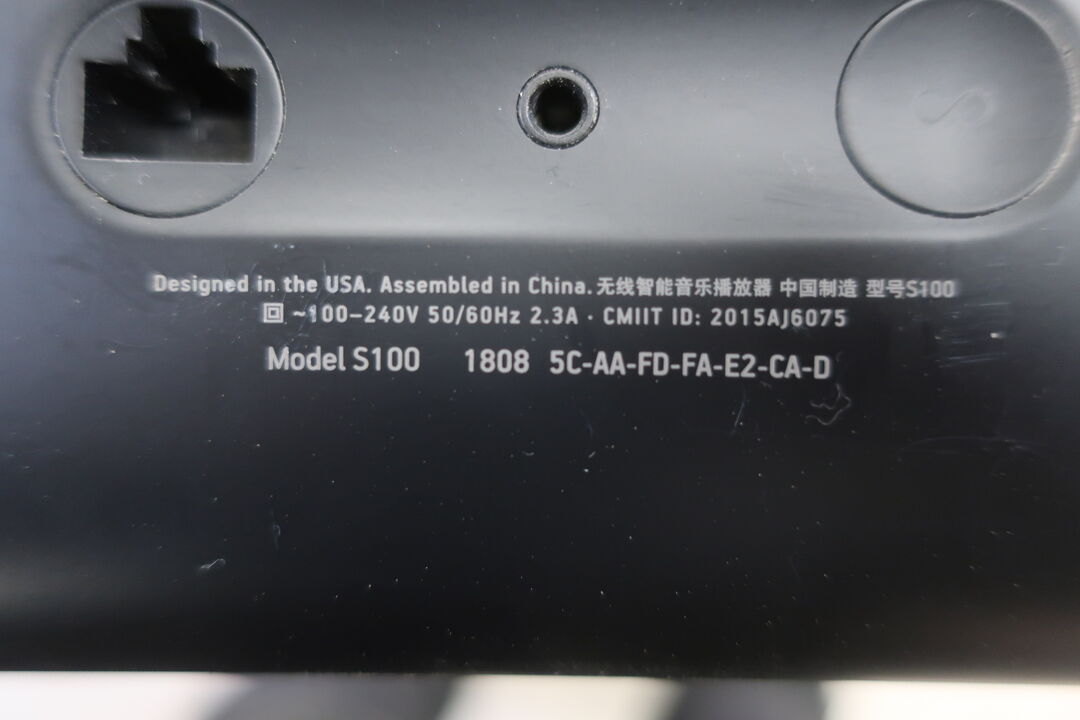 Designed in the USA. Assembled in China. 无线智能音乐播放器 中国制造 型号S100
~100-240V 50/60Hz 2.3A · CMIIT ID: 2015AJ6075
Model S100 1808 5C-AA-FD-FA-E2-CA-D